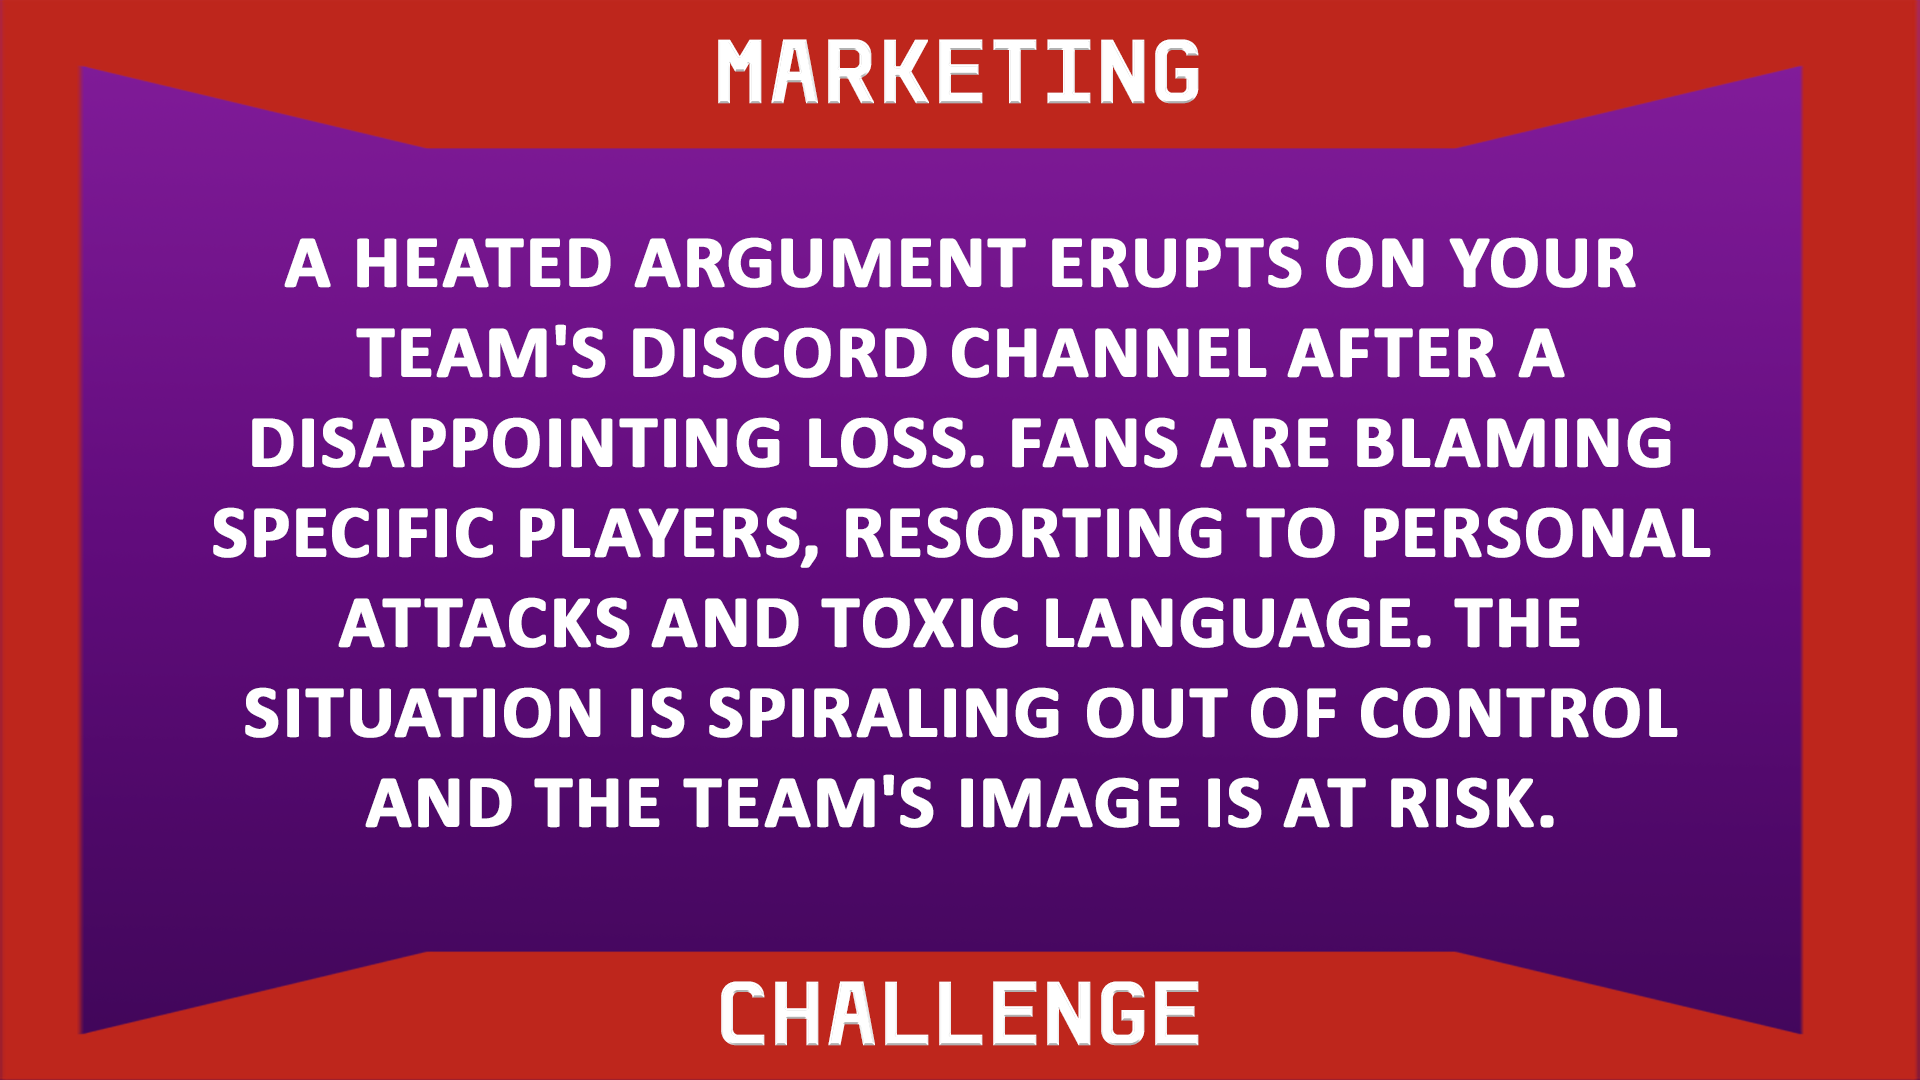 MARKETING
A HEATED ARGUMENT ERUPTS ON YOUR
TEAM'S DISCORD CHANNEL AFTER A
DISAPPOINTING LOSS. FANS ARE BLAMING
SPECIFIC PLAYERS, RESORTING TO PERSONAL
ATTACKS AND TOXIC LANGUAGE. THE
SITUATION IS SPIRALING OUT OF CONTROL
AND THE TEAM'S IMAGE IS AT RISK.
CHALLENGE